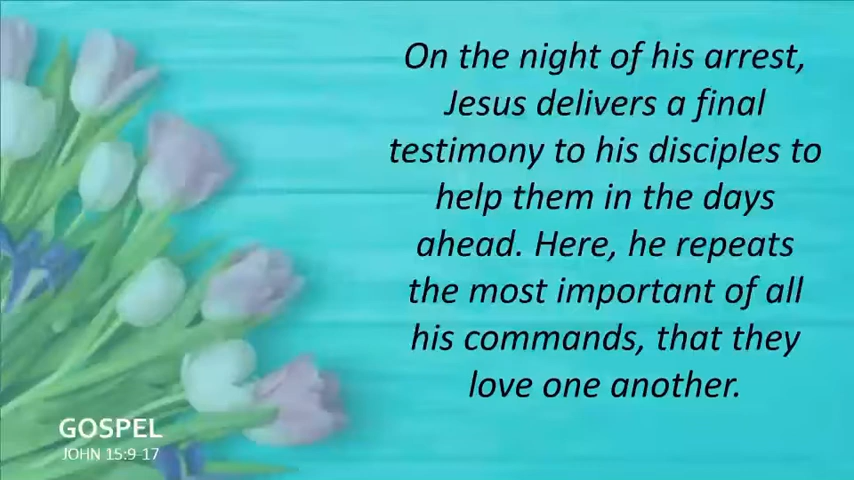 On the night of his arrest,
Jesus delivers a final
testimony to his disciples to
help them in the days
ahead. Here, he repeats
the most important of all
his commands, that they
love one another.
GOSPEL
JOHN 15:9-17